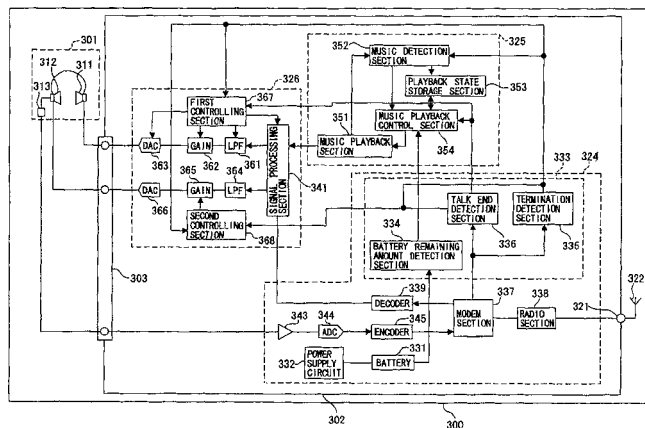 301
312
311
313
352
MUSIC DETECTION
SECTION
325
PLAYBACK STATE
STORAGE SECTION
353
326
FIRST
CONTROLLING
SECTION
367
351
MUSIC PLAYBACK
CONTROL SECTION
MUSIC PLAYBACK
SECTION
354
DAC
GAIN
LPF
363
362
361
SIGNAL PROCESSING
SECTION
341
365
364
DAC
GAIN
LPF
366
SECOND
CONTROLLING
SECTION
368
333
324
334
TALK END
DETECTION
SECTION
TERMINATION
DETECTION
SECTION
336
335
BATTERY REMAINING
AMOUNT DETECTION
SECTION
303
339
DECODER
337
MODEM
SECTION
338
RADIO
SECTION
321
322
343
344
ADC
345
ENCODER
331
332
POWER
SUPPLY
CIRCUIT
BATTERY
302
300